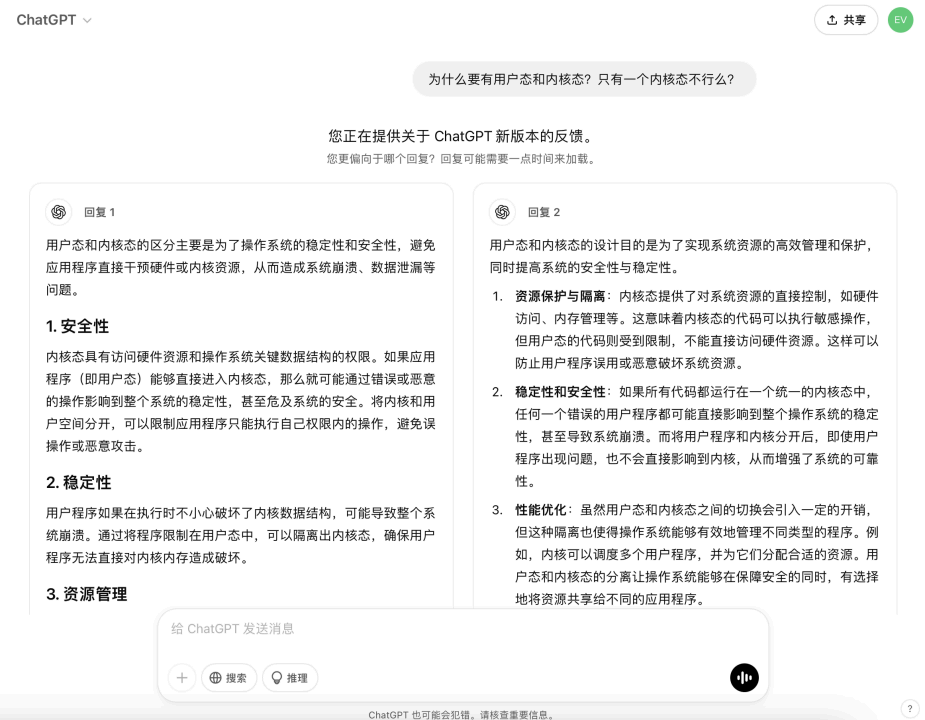 ChatGPT
共享
EV
为什么要有用户态和内核态？只有一个内核态不行么？
您正在提供关于 ChatGPT 新版本的反馈。
您更偏向于哪个回复？回复可能需要一点时间来加载。
回复 1
用户态和内核态的区分主要是为了操作系统的稳定性和安全性，避免
应用程序直接干预硬件或内核资源，从而造成系统崩溃、数据泄漏等
问题。
1. 安全性
内核态具有访问硬件资源和操作系统关键数据结构的权限。如果应用
程序（即用户态）能够直接进入内核态，那么就可能通过错误或恶意
的操作影响到整个系统的稳定性，甚至危及系统的安全。将内核和用
户空间分开，可以限制应用程序只能执行自己权限内的操作，避免误
操作或恶意攻击。
2. 稳定性
用户程序如果在执行时不小心破坏了内核数据结构，可能导致整个系
统崩溃。通过将程序限制在用户态中，可以隔离出内核态，确保用户
程序无法直接对内核内存造成破坏。
3. 资源管理
回复 2
用户态和内核态的设计目的是为了实现系统资源的高效管理和保护，
同时提高系统的安全性与稳定性。
1. 资源保护与隔离：内核态提供了对系统资源的直接控制，如硬件
访问、内存管理等。这意味着内核态的代码可以执行敏感操作，
但用户态的代码则受到限制，不能直接访问硬件资源。这样可以
防止用户程序误用或恶意破坏系统资源。
2. 稳定性和安全性：如果所有代码都运行在一个统一的内核态中，
任何一个错误的用户程序都可能直接影响到整个操作系统的稳定
性，甚至导致系统崩溃。而将用户程序和内核分开后，即使用户
程序出现问题，也不会直接影响到内核，从而增强了系统的可靠
性。
3. 性能优化：虽然用户态和内核态之间的切换会引入一定的开销，
但这种隔离也使得操作系统能够有效地管理不同类型的程序。例
如，内核可以调度多个用户程序，并为它们分配合适的资源。用
户态和内核态的分离让操作系统能够在保障安全的同时，有选择
地将资源共享给不同的应用程序。
给 ChatGPT 发送消息
搜索
推理
ChatGPT 也可能会犯错。请核查重要信息。
?